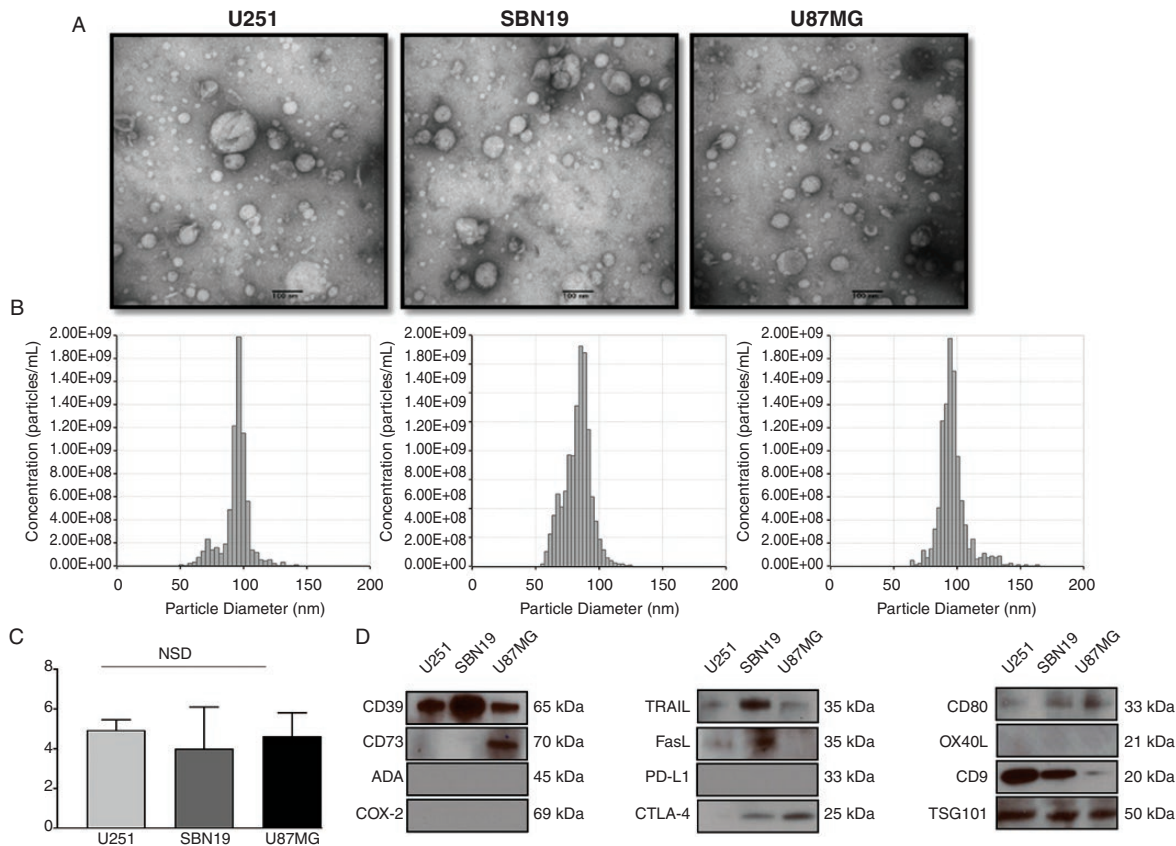 A
U251 SBN19 U87MG
100 nm 100 nm 100 nm
B
Concentration (particles/mL)
2.00E+09
1.80E+09
1.40E+09
1.20E+09
1.00E+09
8.00E+08
6.00E+08
4.00E+08
2.00E+08
0.00E+09
0 50 100 150 200
Particle Diameter (nm)
Concentration (particles/mL)
2.00E+09
1.80E+09
1.40E+09
1.20E+09
1.00E+09
8.00E+08
6.00E+08
4.00E+08
2.00E+08
0.00E+09
0 50 100 150 200
Particle Diameter (nm)
Concentration (particles/mL)
2.00E+09
1.80E+09
1.40E+09
1.20E+09
1.00E+09
8.00E+08
6.00E+08
4.00E+08
2.00E+08
0.00E+09
0 50 100 150 200
Particle Diameter (nm)
C
NSD
8
6
4
2
0
U251 SBN19 U87MG
D
U251 SBN19 U87MG
CD39 65 kDa
CD73 70 kDa
ADA 45 kDa
COX-2 69 kDa
U251 SBN19 U87MG
TRAIL 35 kDa
FasL 35 kDa
PD-L1 33 kDa
CTLA-4 25 kDa
U251 SBN19 U87MG
CD80 33 kDa
OX40L 21 kDa
CD9 20 kDa
TSG101 50 kDa